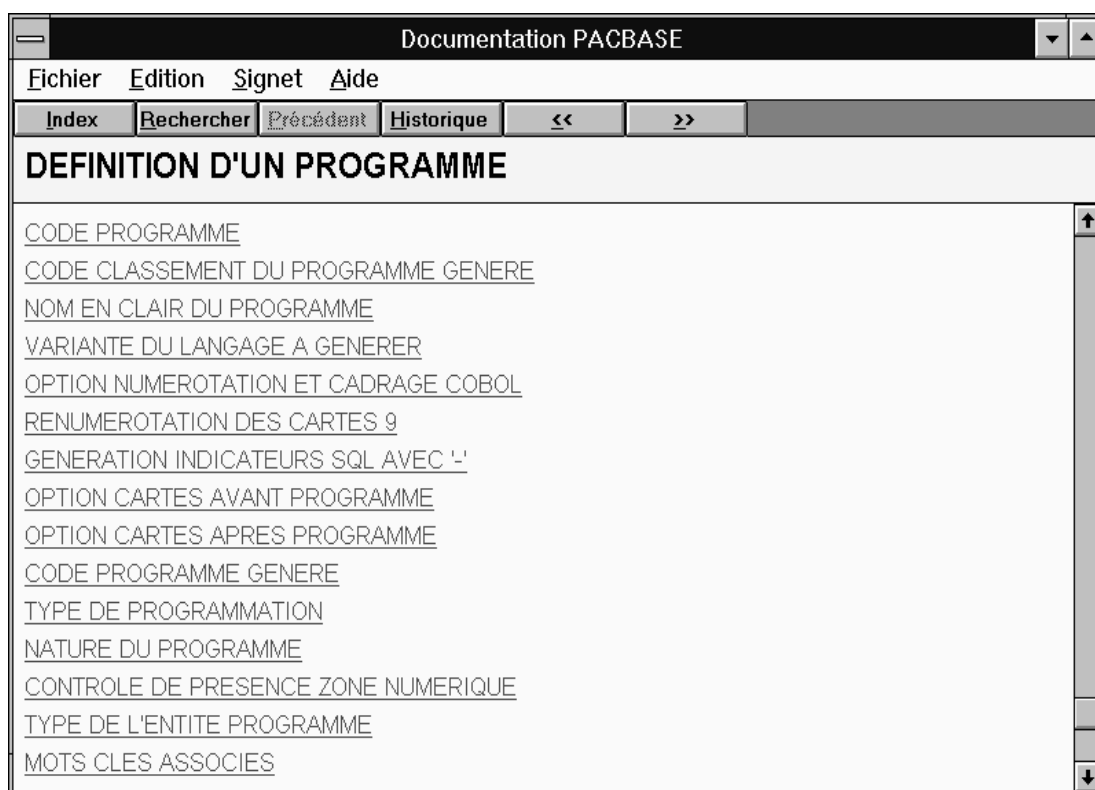 Documentation PACBASE
Fichier Edition Signet Aide
Index Rechercher Précédent Historique << >>
DEFINITION D'UN PROGRAMME
CODE PROGRAMME
CODE CLASSEMENT DU PROGRAMME GENERE
NOM EN CLAIR DU PROGRAMME
VARIANTE DU LANGAGE A GENERER
OPTION NUMEROTATION ET CADRAGE COBOL
RENUMEROTATION DES CARTES 9
GENERATION INDICATEURS SQL AVEC '-'
OPTION CARTES AVANT PROGRAMME
OPTION CARTES APRES PROGRAMME
CODE PROGRAMME GENERE
TYPE DE PROGRAMMATION
NATURE DU PROGRAMME
CONTROLE DE PRESENCE ZONE NUMERIQUE
TYPE DE L'ENTITE PROGRAMME
MOTS CLES ASSOCIES